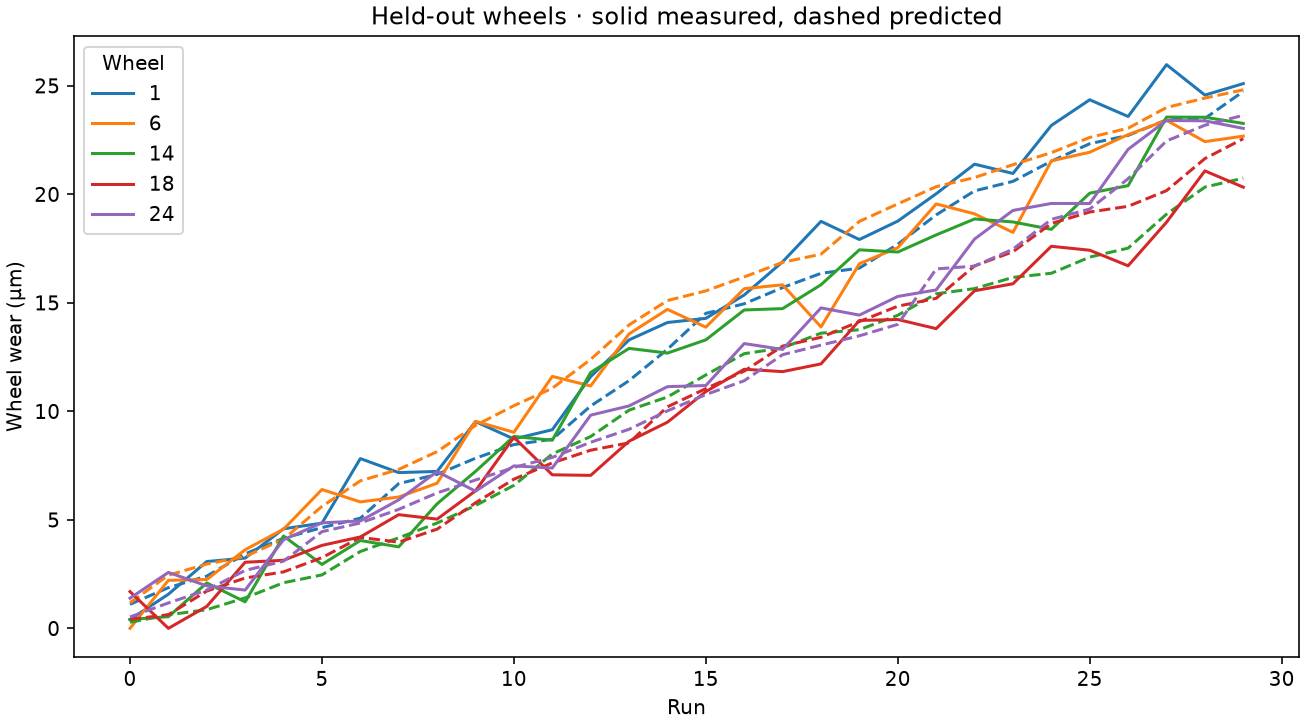 Held-out wheels · solid measured, dashed predicted
Wheel
1
6
14
18
24
25
20
15
10
5
0
Wheel wear (μm)
0 5 10 15 20 25 30
Run